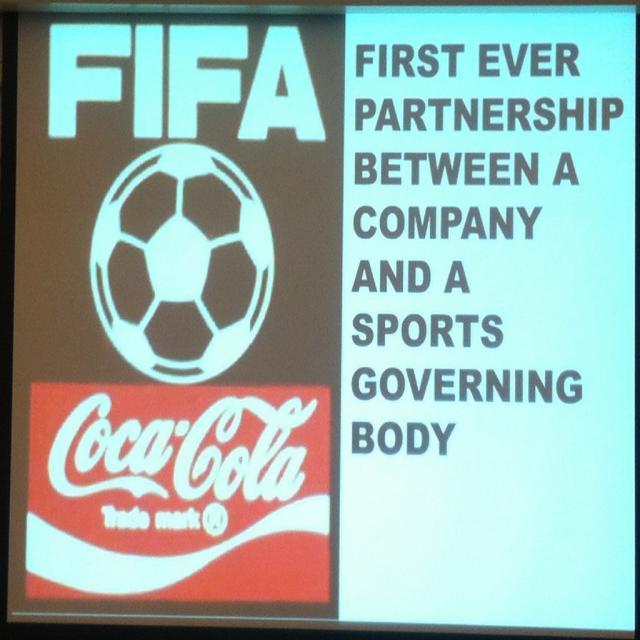 FIFA
Coca-Cola
Trade mark ®
FIRST EVER
PARTNERSHIP
BETWEEN A
COMPANY
AND A
SPORTS
GOVERNING
BODY